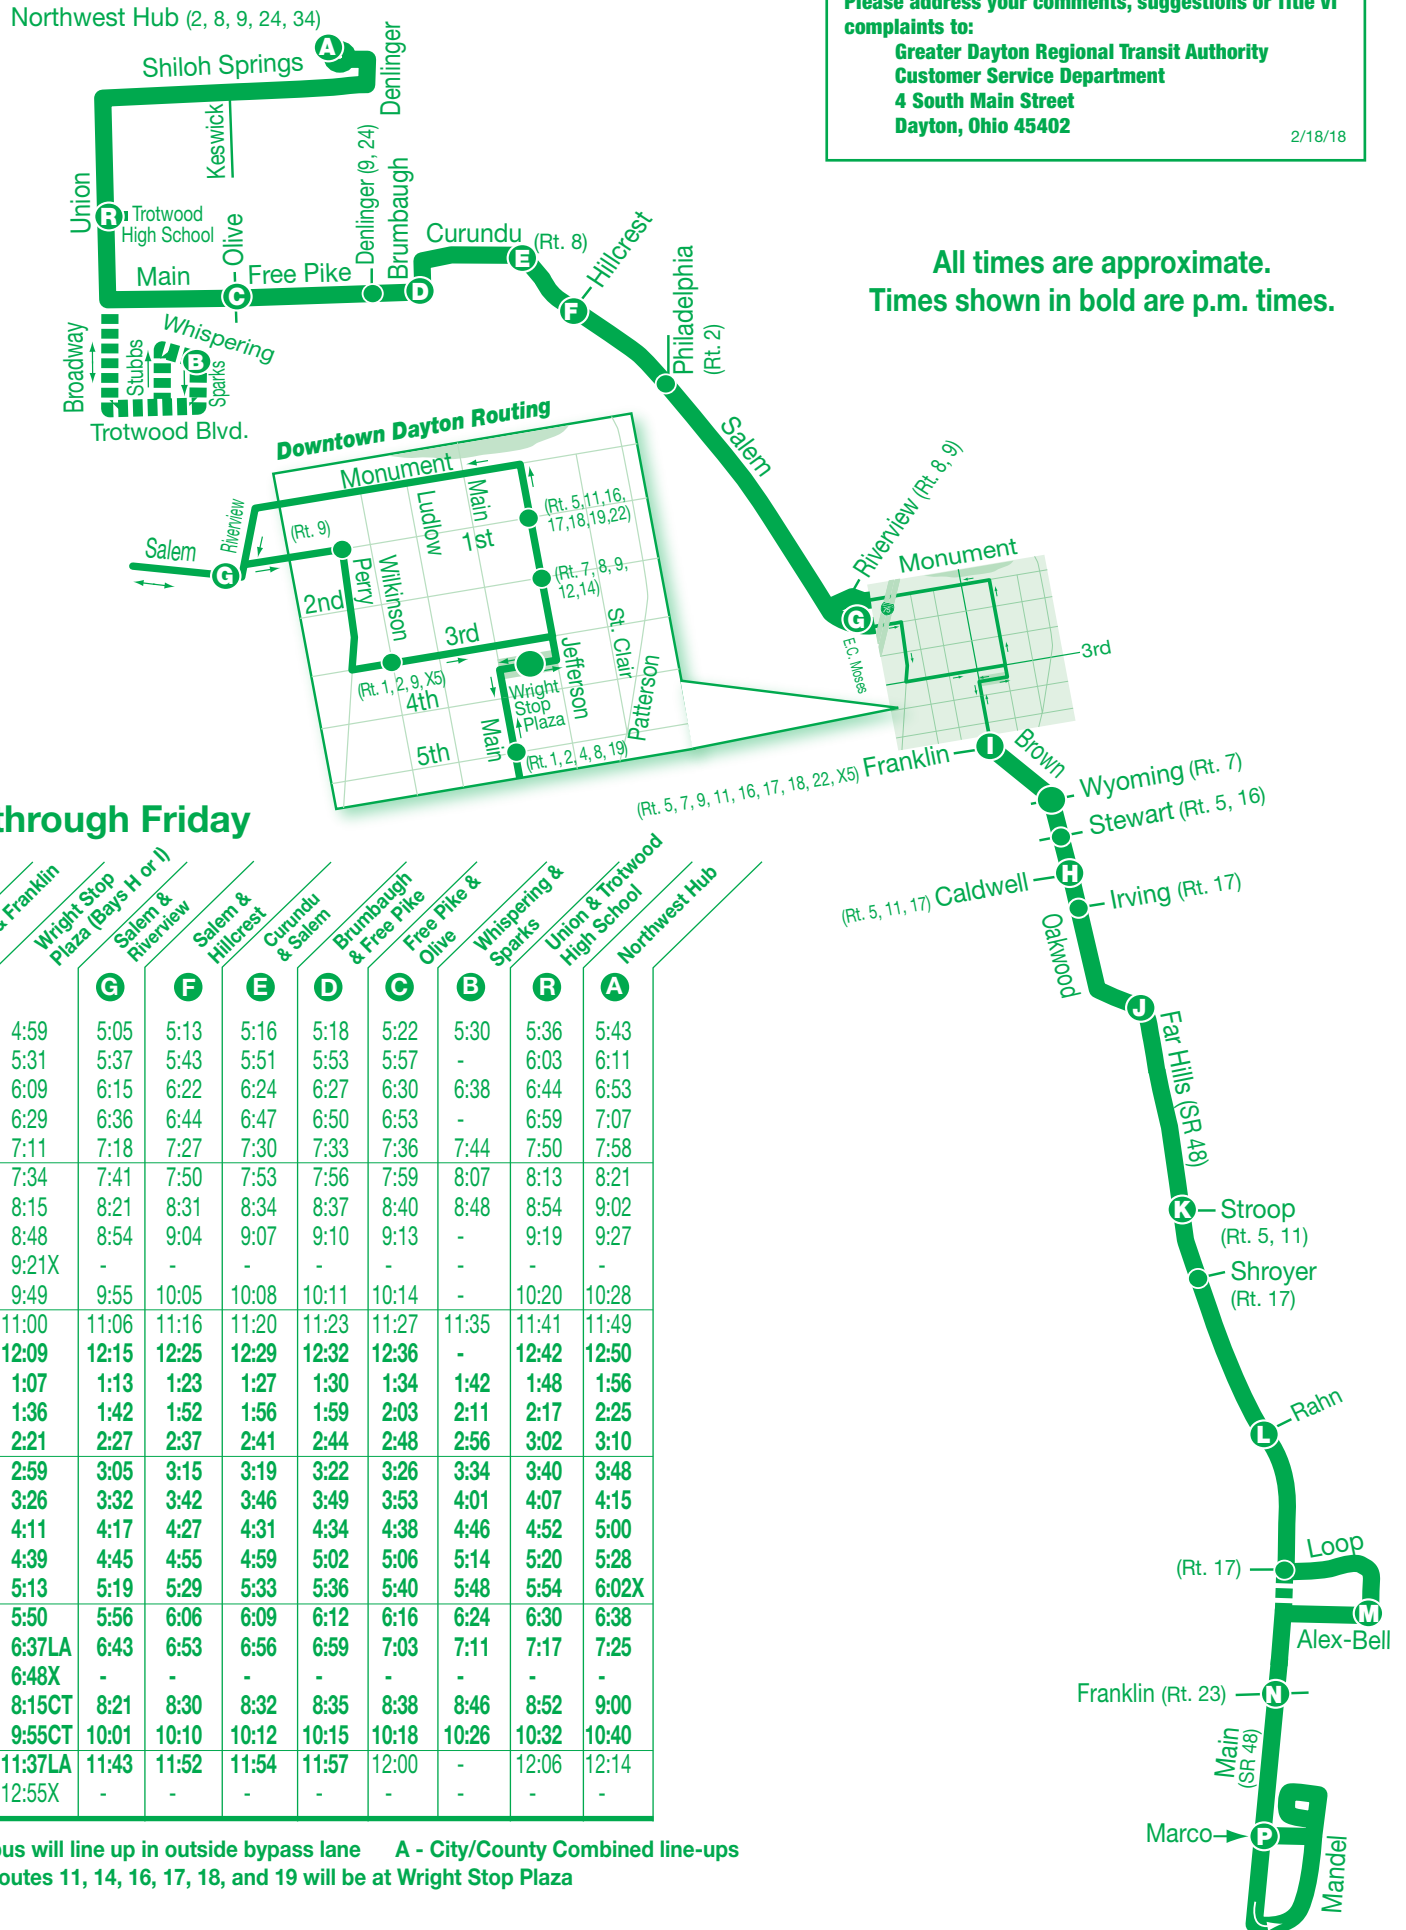 Northwest Hub (2, 8, 9, 24, 34)
A
Shiloh Springs
Denlinger
Keswick
Union
R
Trotwood
High School
Olive
Denlinger (9, 24)
Brumbaugh
Main
Free Pike
C
D
Curundu
E
(Rt. 8)
Hillcrest
F
Philadelphia
(Rt. 2)
Whispering
Broadway
Stubbs
B
Sparks
Trotwood Blvd.
Salem
Please address your comments, suggestions or Title VI
complaints to:
Greater Dayton Regional Transit Authority
Customer Service Department
4 South Main Street
Dayton, Ohio 45402
2/18/18
All times are approximate.
Times shown in bold are p.m. times.
Downtown Dayton Routing
Monument
Riverview
Salem
G
(Rt. 9)
Ludlow
Main
1st
(Rt. 5,11,16,
17,18,19,22)
(Rt. 7, 8, 9,
12,14)
Perry
Wilkinson
2nd
3rd
St. Clair
Jefferson
Patterson
(Rt. 1, 2, 9, X5)
4th
Wright
Stop
Plaza
Main
5th
(Rt. 1, 2, 4, 8, 19)
Riverview (Rt. 8, 9)
Monument
G
E.C. Moses
3rd
(Rt. 5, 7, 9, 11, 16, 17, 18, 22, X5) Franklin
I
Brown
Wyoming (Rt. 7)
Stewart (Rt. 5, 16)
(Rt. 5, 11, 17) Caldwell
H
Irving (Rt. 17)
Oakwood
J
Far Hills (SR 48)
K
Stroop
(Rt. 5, 11)
Shroyer
(Rt. 17)
L
Rahn
(Rt. 17)
Loop
M
Alex-Bell
Franklin (Rt. 23)
N
Main
(SR 48)
Marco
P
Mandel
through Friday
& Franklin
Wright Stop
Plaza (Bays H or I)
Salem &
Riverview
Salem &
Hillcrest
Curundu
& Salem
Brumbaugh
& Free Pike
Free Pike &
Olive
Whispering &
Sparks
Union & Trotwood
High School
Northwest Hub
G F E D C B R A
4:59 5:05 5:13 5:16 5:18 5:22 5:30 5:36 5:43
5:31 5:37 5:43 5:51 5:53 5:57 - 6:03 6:11
6:09 6:15 6:22 6:24 6:27 6:30 6:38 6:44 6:53
6:29 6:36 6:44 6:47 6:50 6:53 - 6:59 7:07
7:11 7:18 7:27 7:30 7:33 7:36 7:44 7:50 7:58
7:34 7:41 7:50 7:53 7:56 7:59 8:07 8:13 8:21
8:15 8:21 8:31 8:34 8:37 8:40 8:48 8:54 9:02
8:48 8:54 9:04 9:07 9:10 9:13 - 9:19 9:27
9:21X - - - - - - - -
9:49 9:55 10:05 10:08 10:11 10:14 - 10:20 10:28
11:00 11:06 11:16 11:20 11:23 11:27 11:35 11:41 11:49
12:09 12:15 12:25 12:29 12:32 12:36 - 12:42 12:50
1:07 1:13 1:23 1:27 1:30 1:34 1:42 1:48 1:56
1:36 1:42 1:52 1:56 1:59 2:03 2:11 2:17 2:25
2:21 2:27 2:37 2:41 2:44 2:48 2:56 3:02 3:10
2:59 3:05 3:15 3:19 3:22 3:26 3:34 3:40 3:48
3:26 3:32 3:42 3:46 3:49 3:53 4:01 4:07 4:15
4:11 4:17 4:27 4:31 4:34 4:38 4:46 4:52 5:00
4:39 4:45 4:55 4:59 5:02 5:06 5:14 5:20 5:28
5:13 5:19 5:29 5:33 5:36 5:40 5:48 5:54 6:02X
5:50 5:56 6:06 6:09 6:12 6:16 6:24 6:30 6:38
6:37LA 6:43 6:53 6:56 6:59 7:03 7:11 7:17 7:25
6:48X - - - - - - - -
8:15CT 8:21 8:30 8:32 8:35 8:38 8:46 8:52 9:00
9:55CT 10:01 10:10 10:12 10:15 10:18 10:26 10:32 10:40
11:37LA 11:43 11:52 11:54 11:57 12:00 - 12:06 12:14
12:55X - - - - - - - -
bus will line up in outside bypass lane A - City/County Combined line-ups
outes 11, 14, 16, 17, 18, and 19 will be at Wright Stop Plaza